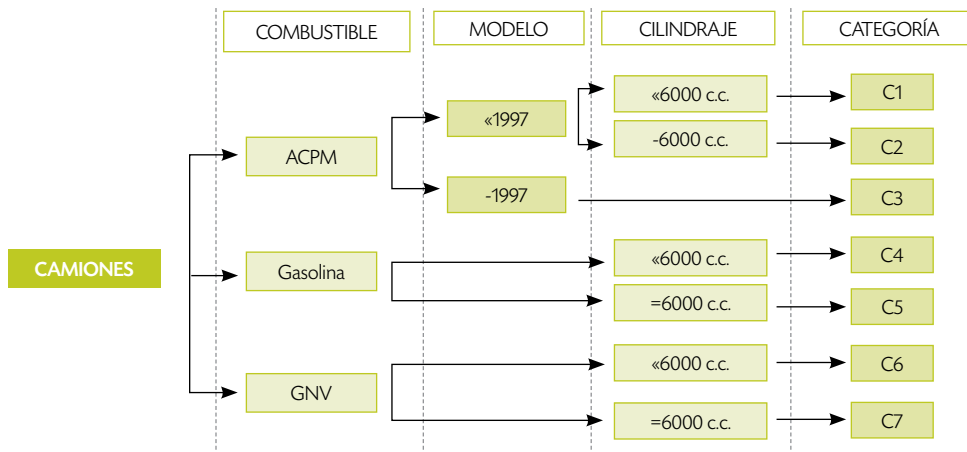 COMBUSTIBLE
MODELO
CILINDRAJE
CATEGORÍA
CAMIONES
ACPM
«1997
«6000 c.c.
C1
-6000 c.c.
C2
-1997
C3
Gasolina
«6000 c.c.
C4
=6000 c.c.
C5
GNV
«6000 c.c.
C6
=6000 c.c.
C7